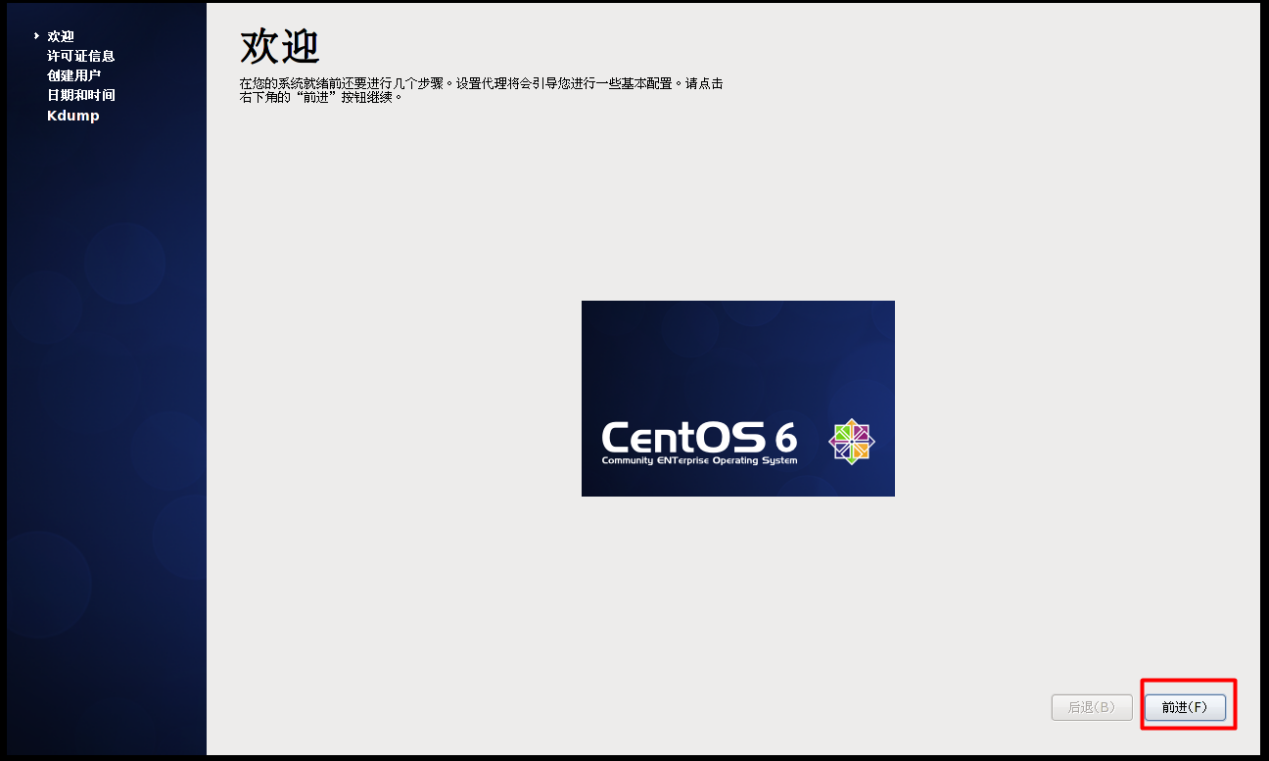 欢迎
许可证信息
创建用户
日期和时间
Kdump
欢迎
在您的系统就绪前还要进行几个步骤。设置代理将会引导您进行一些基本配置。请点击
右下角的“前进”按钮继续。
CentOS 6
Community ENTerprise Operating System
后退(B)
前进(F)